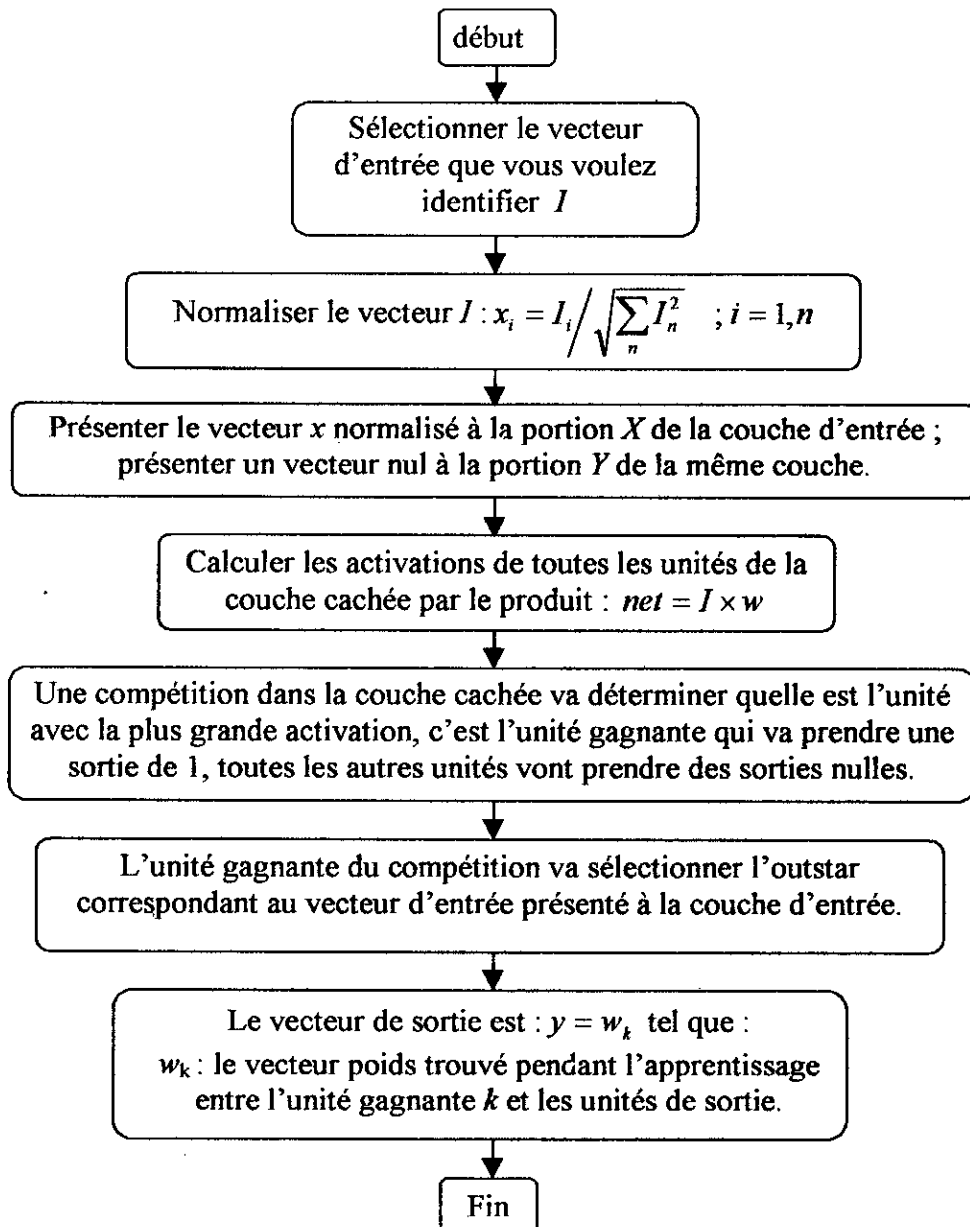 début
Sélectionner le vecteur
d'entrée que vous voulez
identifier I
Normaliser le vecteur I : x_i = I_i / √(∑_n I_n^2) ; i = 1, n
Présenter le vecteur x normalisé à la portion X de la couche d'entrée ;
présenter un vecteur nul à la portion Y de la même couche.
Calculer les activations de toutes les unités de la
couche cachée par le produit : net = I × w
Une compétition dans la couche cachée va déterminer quelle est l'unité
avec la plus grande activation, c'est l'unité gagnante qui va prendre une
sortie de 1, toutes les autres unités vont prendre des sorties nulles.
L'unité gagnante du compétition va sélectionner l'outstar
correspondant au vecteur d'entrée présenté à la couche d'entrée.
Le vecteur de sortie est : y = w_k tel que :
w_k : le vecteur poids trouvé pendant l'apprentissage
entre l'unité gagnante k et les unités de sortie.
Fin